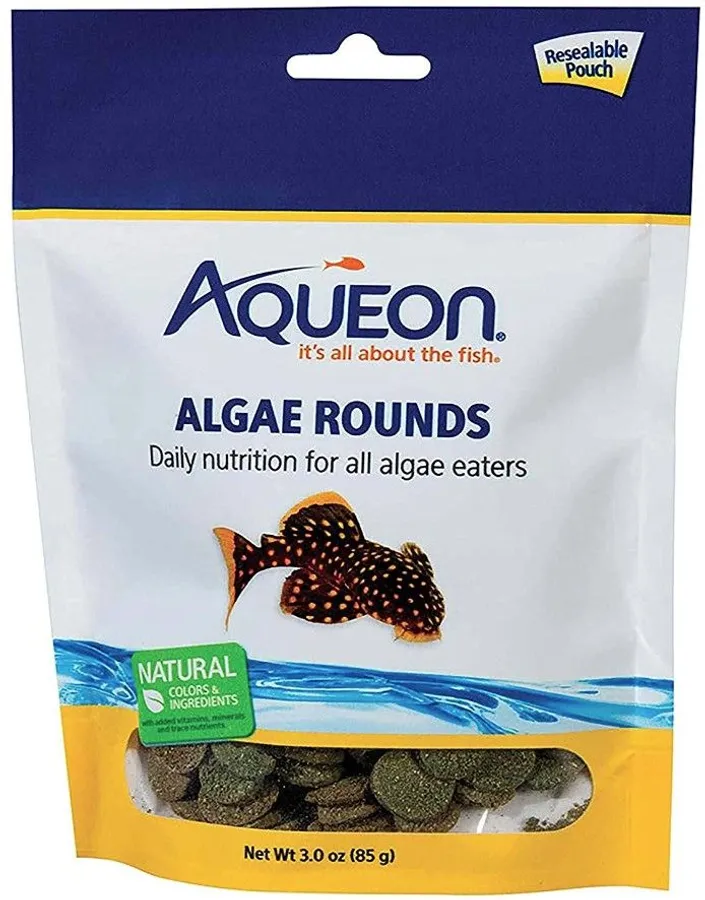 Resealable
Pouch
AQUEON®
it's all about the fish®
ALGAE ROUNDS
Daily nutrition for all algae eaters
NATURAL
COLORS &
INGREDIENTS
with added vitamins, minerals
and trace nutrients
Net Wt 3.0 oz (85 g)